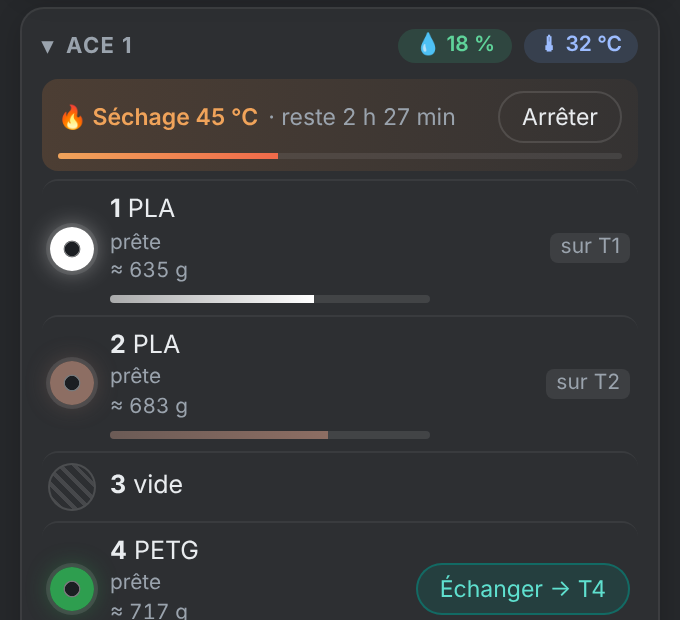 ▼ ACE 1 💧 18 % 🌡 32 °C
🔥 Séchage 45 °C · reste 2 h 27 min Arrêter
1 PLA
prête
≈ 635 g
sur T1
2 PLA
prête
≈ 683 g
sur T2
3 vide
4 PETG
prête
≈ 717 g
Échanger → T4